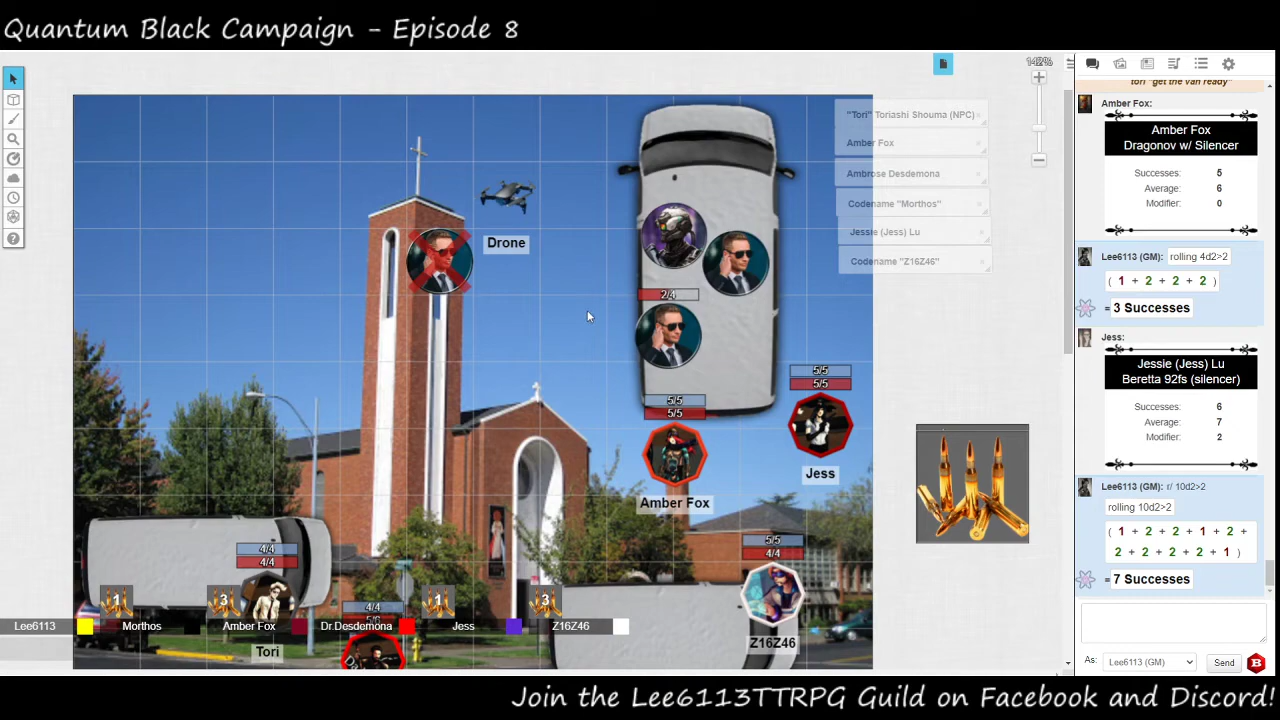 Quantum Black Campaign - Episode 8
142%
tori "get the van ready"
"Tori" Toriashi Shouma (NPC)
Amber Fox
Ambrose Desdemona
Codename "Morthos"
Jessie (Jess) Lu
Codename "Z16Z46"
Drone
2/4
5/5
5/5
5/5
5/5
Jess
Amber Fox
4/4
4/4
5/5
4/4
4/4
1
3
1
3
Lee6113
Morthos
Amber Fox
Dr.Desdemona
Jess
Z16Z46
Tori
Z16Z46
Amber Fox:
Amber Fox
Dragonov w/ Silencer
Successes: 5
Average: 6
Modifier: 0
Lee6113 (GM): rolling 4d2>2
( 1 + 2 + 2 + 2 )
= 3 Successes
Jess:
Jessie (Jess) Lu
Beretta 92fs (silencer)
Successes: 6
Average: 7
Modifier: 2
Lee6113 (GM): r/ 10d2>2
rolling 10d2>2
( 1 + 2 + 2 + 1 + 2 +
2 + 2 + 2 + 2 + 1 )
= 7 Successes
As: Lee6113 (GM)
Send
B
Join the Lee6113TTRPG Guild on Facebook and Discord!